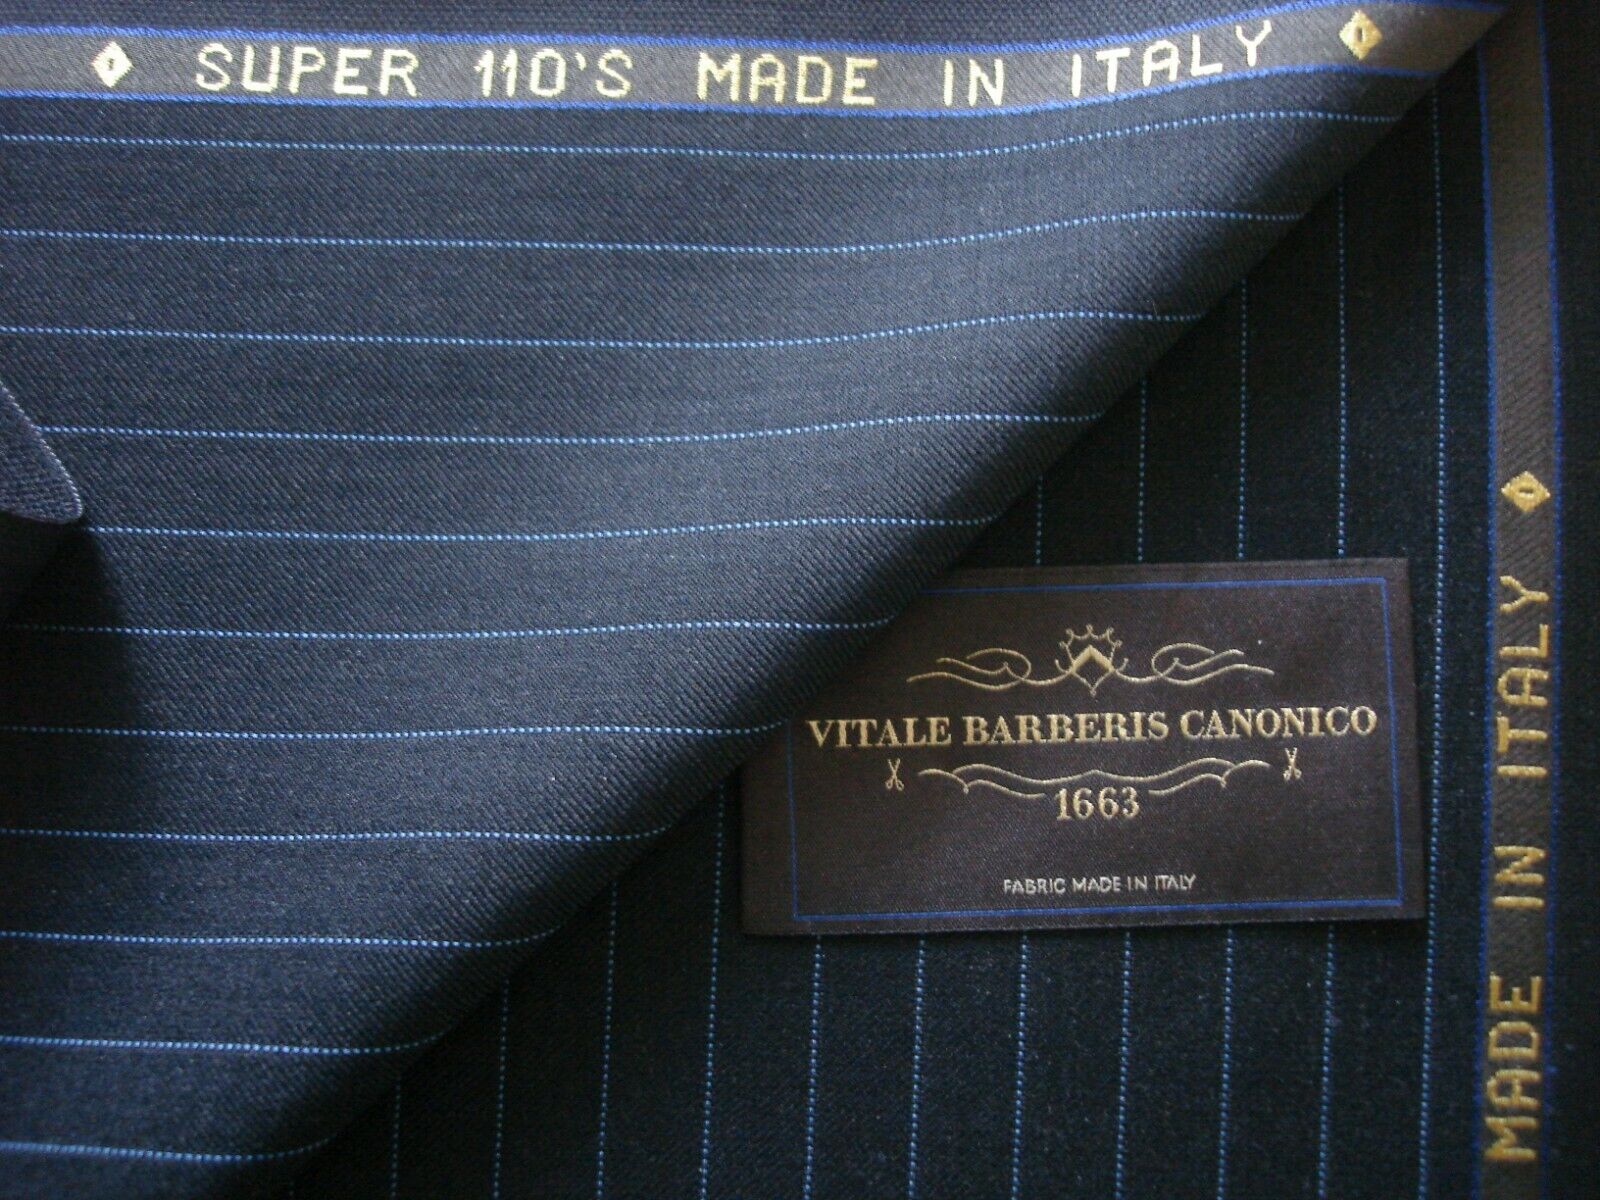 SUPER 110'S MADE IN ITALY
VITALE BARBERIS CANONICO
1663
FABRIC MADE IN ITALY
MADE IN ITALY